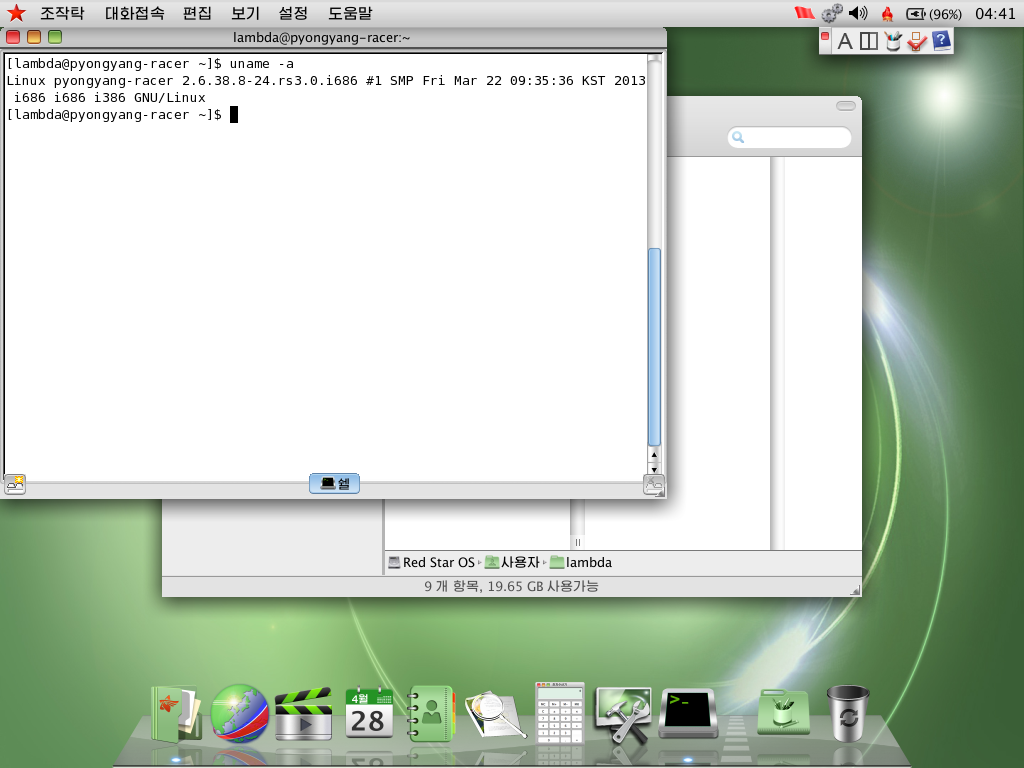 조작탁 대화접속 편집 보기 설정 도움말 (96%) 04:41
lambda@pyongyang-racer:~
A ?
[lambda@pyongyang-racer ~]$ uname -a
Linux pyongyang-racer 2.6.38.8-24.rs3.0.i686 #1 SMP Fri Mar 22 09:35:36 KST 2013
i686 i686 i386 GNU/Linux
[lambda@pyongyang-racer ~]$
쉘
Red Star OS 사용자 lambda
9 개 항목, 19.65 GB 사용가능
4월
28
>_